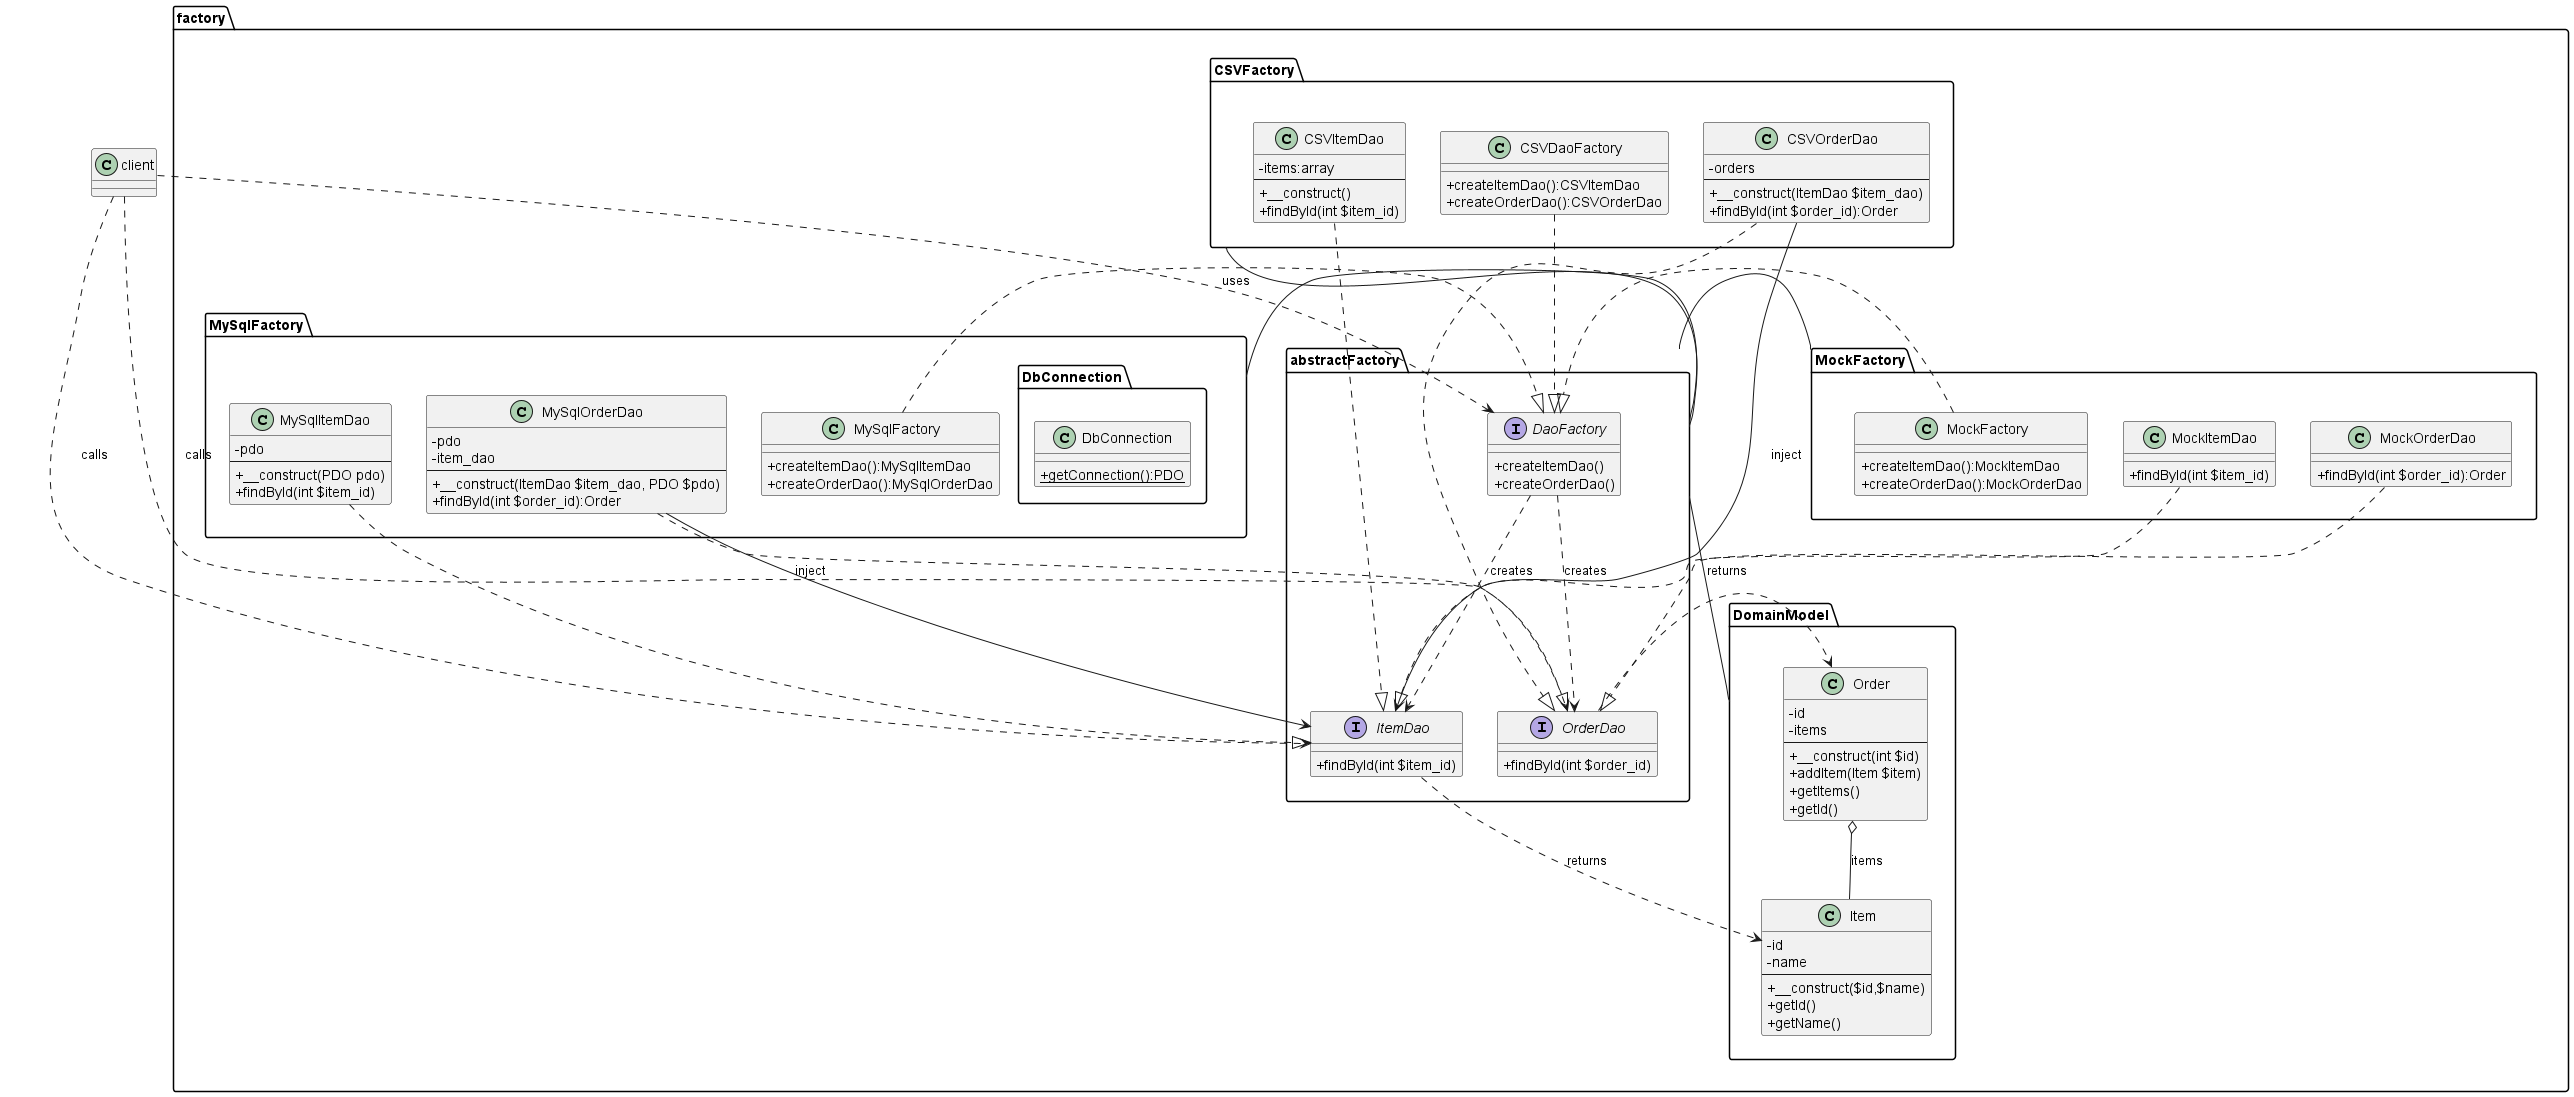 factory
CSVFactory
C CSVItemDao
-items:array
+__construct()
+findById(int $item_id)
C CSVDaoFactory
+createItemDao():CSVItemDao
+createOrderDao():CSVOrderDao
C CSVOrderDao
-orders
+__construct(ItemDao $item_dao)
+findById(int $order_id):Order
C client
uses
MySqlFactory
C MySqlItemDao
-pdo
+__construct(PDO pdo)
+findById(int $item_id)
C MySqlOrderDao
-pdo
-item_dao
+__construct(ItemDao $item_dao, PDO $pdo)
+findById(int $order_id):Order
C MySqlFactory
+createItemDao():MySqlItemDao
+createOrderDao():MySqlOrderDao
DbConnection
C DbConnection
+getConnection():PDO
abstractFactory
I DaoFactory
+createItemDao()
+createOrderDao()
MockFactory
C MockFactory
+createItemDao():MockItemDao
+createOrderDao():MockOrderDao
C MockItemDao
+findById(int $item_id)
C MockOrderDao
+findById(int $order_id):Order
calls
calls
inject
inject
creates
creates
returns
I ItemDao
+findById(int $item_id)
I OrderDao
+findById(int $order_id)
DomainModel
C Order
-id
-items
+__construct(int $id)
+addItem(Item $item)
+getItems()
+getId()
returns
items
C Item
-id
-name
+__construct($id,$name)
+getId()
+getName()